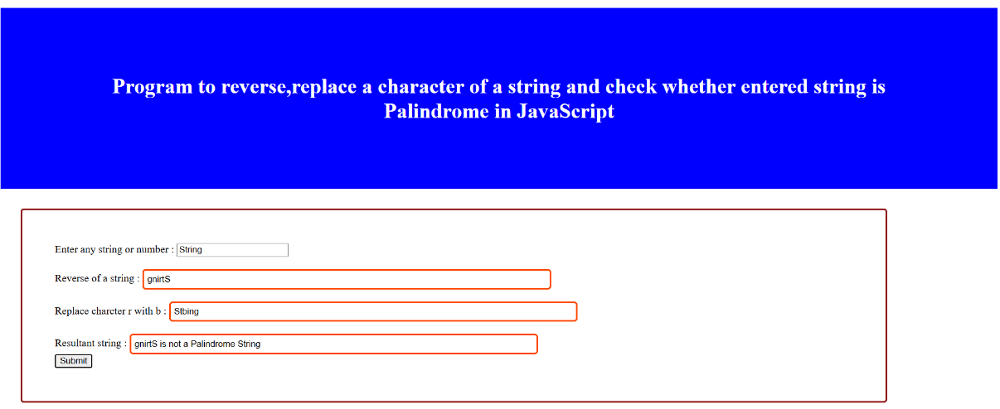 Program to reverse,replace a character of a string and check whether entered string is
Palindrome in JavaScript
Enter any string or number : String
Reverse of a string : gnirtS
Replace charcter r with b : Stbing
Resultant string : gnirtS is not a Palindrome String
Submit